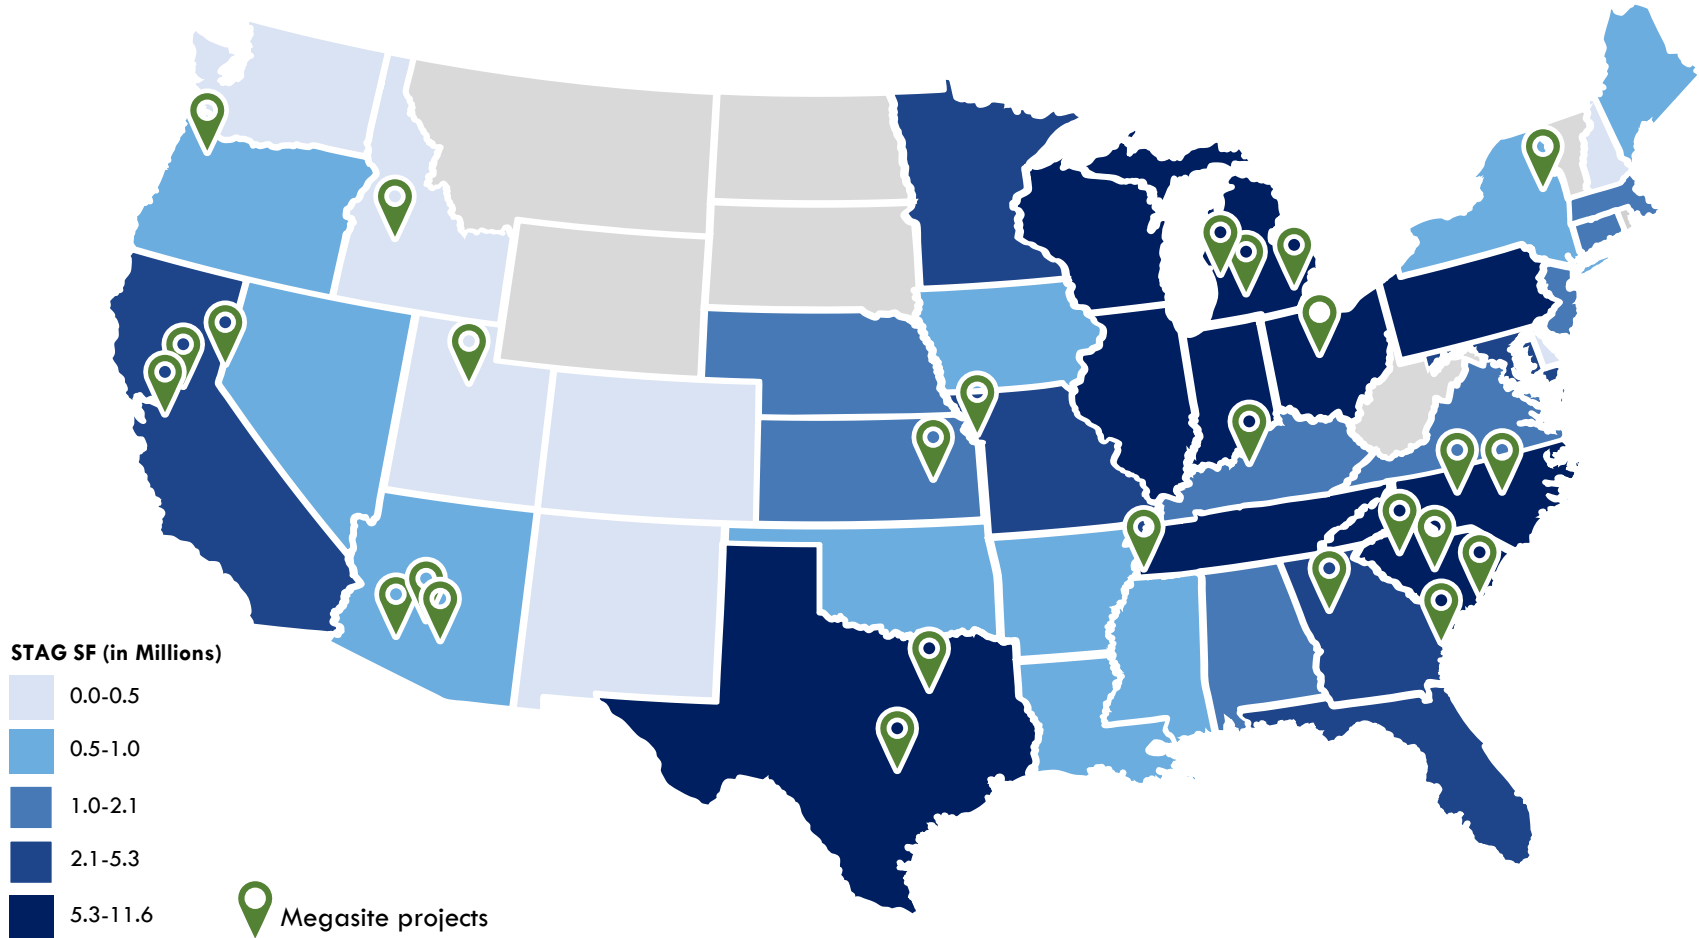 STAG SF (in Millions)
0.0-0.5
0.5-1.0
1.0-2.1
2.1-5.3
5.3-11.6
Megasite projects